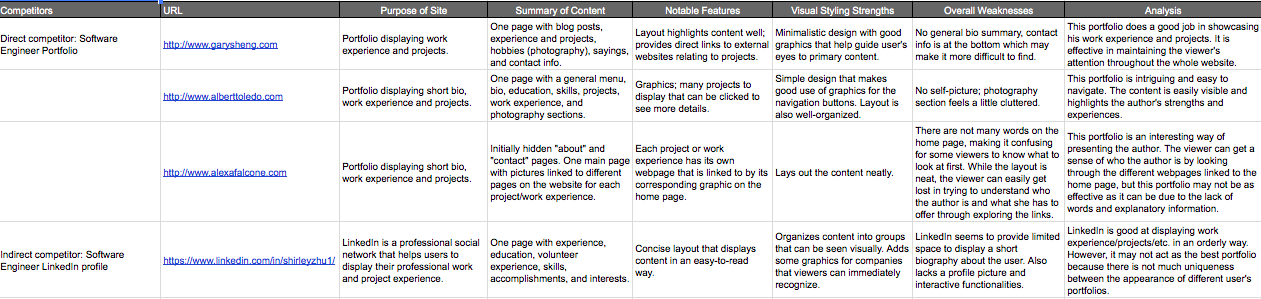 Competitors URL Purpose of Site Summary of Content Notable Features Visual Styling Strengths Overall Weaknesses Analysis
Direct competitor: Software
Engineer Portfolio
http://www.garysheng.com
Portfolio displaying work
experience and projects.
One page with blog posts,
experience and projects,
hobbies (photography), sayings,
and contact info.
Layout highlights content well;
provides direct links to external
websites relating to projects.
Minimalistic design with good
graphics that help guide user's
eyes to primary content.
No general bio summary, contact
info is at the bottom which may
make it more difficult to find.
This portfolio does a good job in showcasing
his work experience and projects. It is
effective in maintaining the viewer's
attention throughout the whole website.
http://www.alberttoledo.com
Portfolio displaying short bio,
work experience and projects.
One page with a general menu,
bio, education, skills, projects,
work experience, and
photography sections.
Graphics; many projects to
display that can be clicked to
see more details.
Simple design that makes
good use of graphics for the
navigation buttons. Layout is
also well-organized.
No self-picture; photography
section feels a little cluttered.
This portfolio is intriguing and easy to
navigate. The content is easily visible and
highlights the author's strengths and
experiences.
http://www.alexafalcone.com
Portfolio displaying short bio,
work experience and projects.
Initially hidden "about" and
"contact" pages. One main page
with pictures linked to different
pages on the website for each
project/work experience.
Each project or work
experience has its own
webpage that is linked to by its
corresponding graphic on the
home page.
Lays out the content neatly.
There are not many words on the
home page, making it confusing
for some viewers to know what to
look at first. While the layout is
neat, the viewer can easily get
lost in trying to understand who
the author is and what she has to
offer through exploring the links.
This portfolio is an interesting way of
presenting the author. The viewer can get a
sense of who the author is by looking
through the different webpages linked to the
home page, but this portfolio may not be as
effective as it can be due to the lack of
words and explanatory information.
Indirect competitor: Software
Engineer LinkedIn profile
https://www.linkedin.com/in/shirleyzhu1/
LinkedIn is a professional social
network that helps users to
display their professional work
and project experience.
One page with experience,
education, volunteer
experience, skills,
accomplishments, and interests.
Concise layout that displays
content in an easy-to-read
way.
Organizes content into groups
that can be seen visually. Adds
some graphics for companies
that viewers can immediately
recognize.
LinkedIn seems to provide limited
space to display a short
biography about the user. Also
lacks a profile picture and
interactive functionalities.
LinkedIn is good at displaying work
experience/projects/etc. in an orderly way.
However, it may not act as the best portfolio
because there is not much uniqueness
between the appearance of different user's
portfolios.